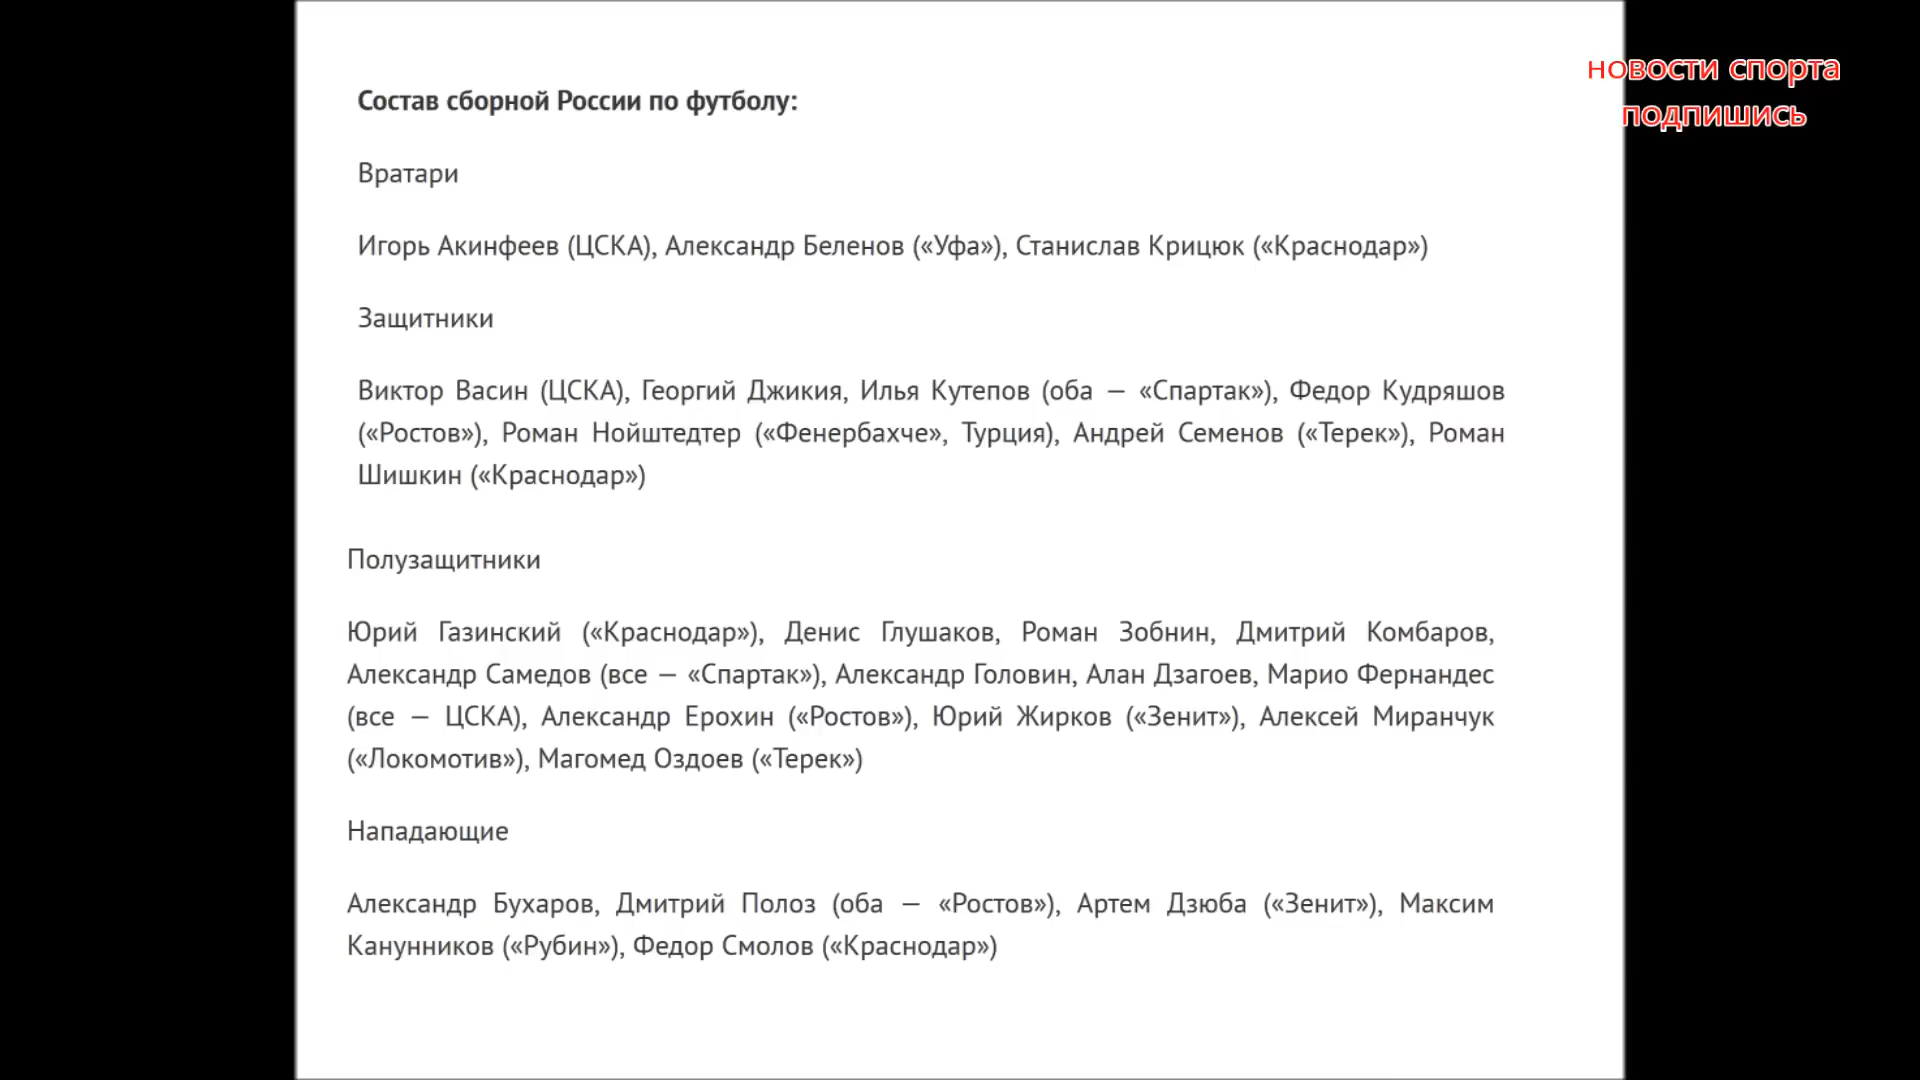 новости спорта
подпишись
Состав сборной России по футболу:
Вратари
Игорь Акинфеев (ЦСКА), Александр Беленов («Уфа»), Станислав Крицюк («Краснодар»)
Защитники
Виктор Васин (ЦСКА), Георгий Джикия, Илья Кутепов (оба — «Спартак»), Федор Кудряшов
(«Ростов»), Роман Нойштедтер («Фенербахче», Турция), Андрей Семенов («Терек»), Роман
Шишкин («Краснодар»)
Полузащитники
Юрий Газинский («Краснодар»), Денис Глушаков, Роман Зобнин, Дмитрий Комбаров,
Александр Самедов (все — «Спартак»), Александр Головин, Алан Дзагоев, Марио Фернандес
(все — ЦСКА), Александр Ерохин («Ростов»), Юрий Жирков («Зенит»), Алексей Миранчук
(«Локомотив»), Магомед Оздоев («Терек»)
Нападающие
Александр Бухаров, Дмитрий Полоз (оба — «Ростов»), Артем Дзюба («Зенит»), Максим
Канунников («Рубин»), Федор Смолов («Краснодар»)